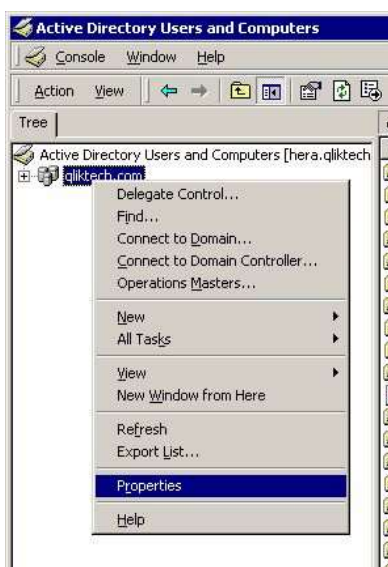 Active Directory Users and Computers
Console Window Help
Action View
Tree
Active Directory Users and Computers [hera.qliktech
qliktech.com
Delegate Control...
Find...
Connect to Domain...
Connect to Domain Controller...
Operations Masters...
New
All Tasks
View
New Window from Here
Refresh
Export List...
Properties
Help